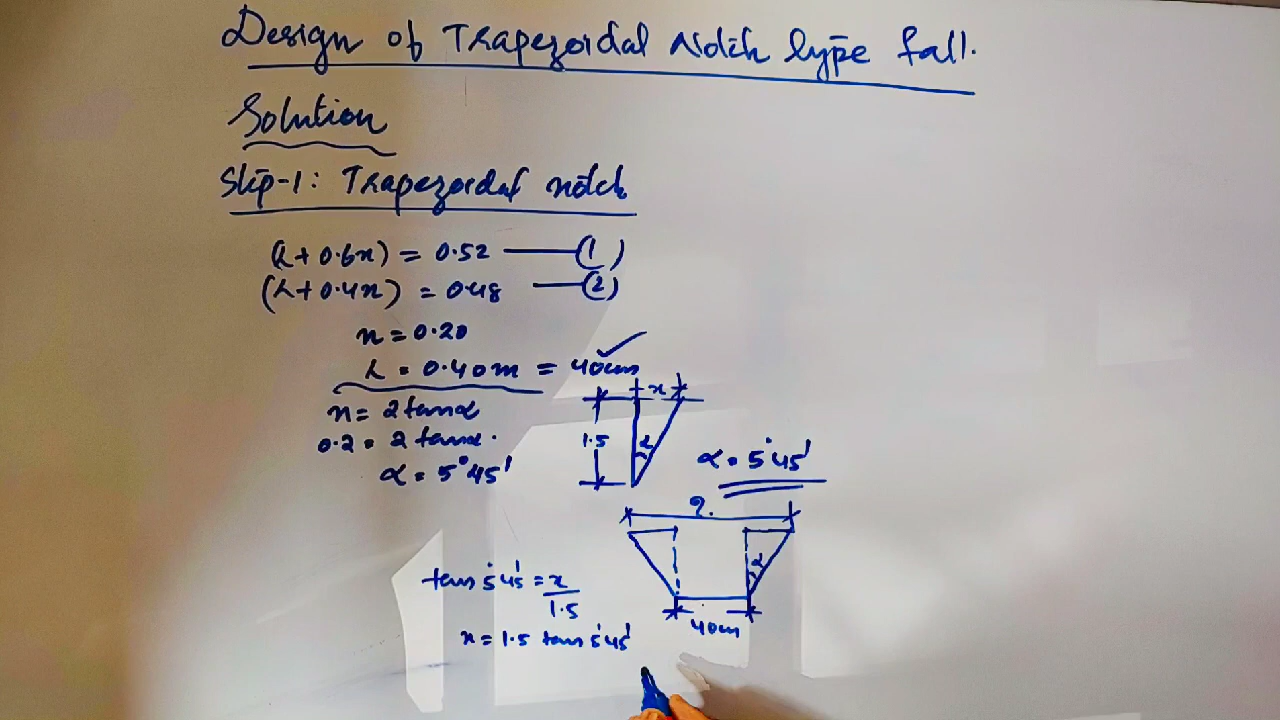 Design of Trapezoidal Notch type fall.
Solution
Step-1: Trapezoidal notch
(L + 0.6n) = 0.52 —— (1)
(L + 0.4n) = 0.48 —— (2)
n = 0.20
L = 0.40m = 40cm ✓
n = 2 tanα
0.2 = 2 tanα.
α = 5°45'
x
1.5
α
α = 5°45'
?
α
40cm
tan 5°45' = x/1.5
x = 1.5 tan 5°45'